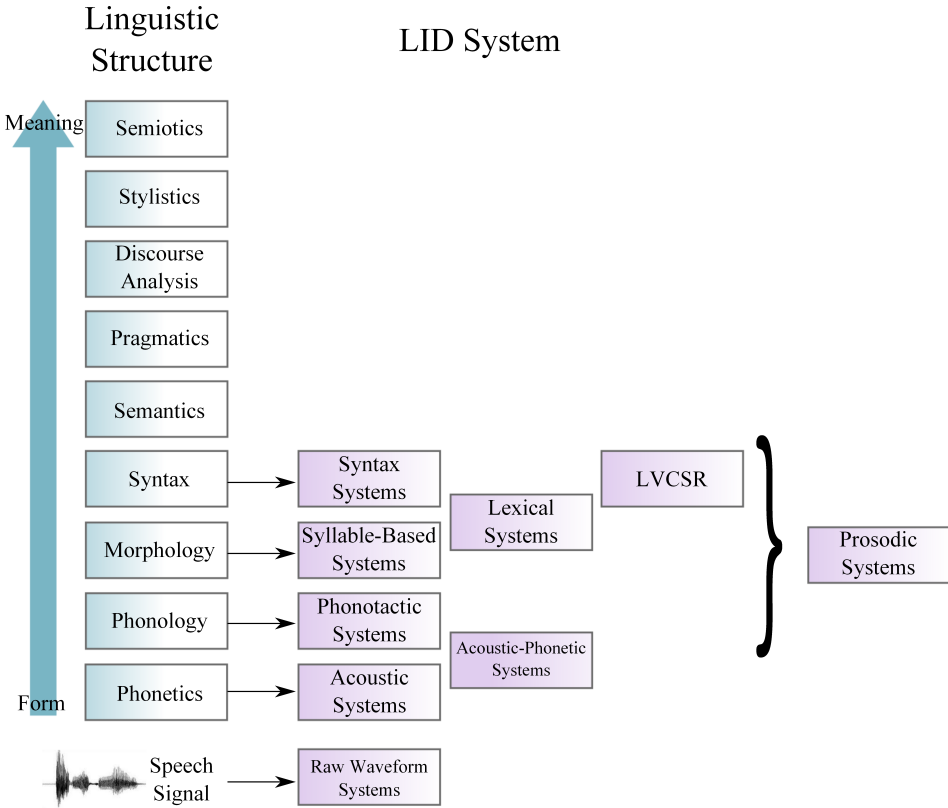 Linguistic
Structure
LID System
Meaning
Semiotics
Stylistics
Discourse
Analysis
Pragmatics
Semantics
Syntax
Syntax
Systems
LVCSR
Lexical
Systems
Morphology
Syllable-Based
Systems
Prosodic
Systems
Phonology
Phonotactic
Systems
Acoustic-Phonetic
Systems
Form
Phonetics
Acoustic
Systems
Speech
Signal
Raw Waveform
Systems